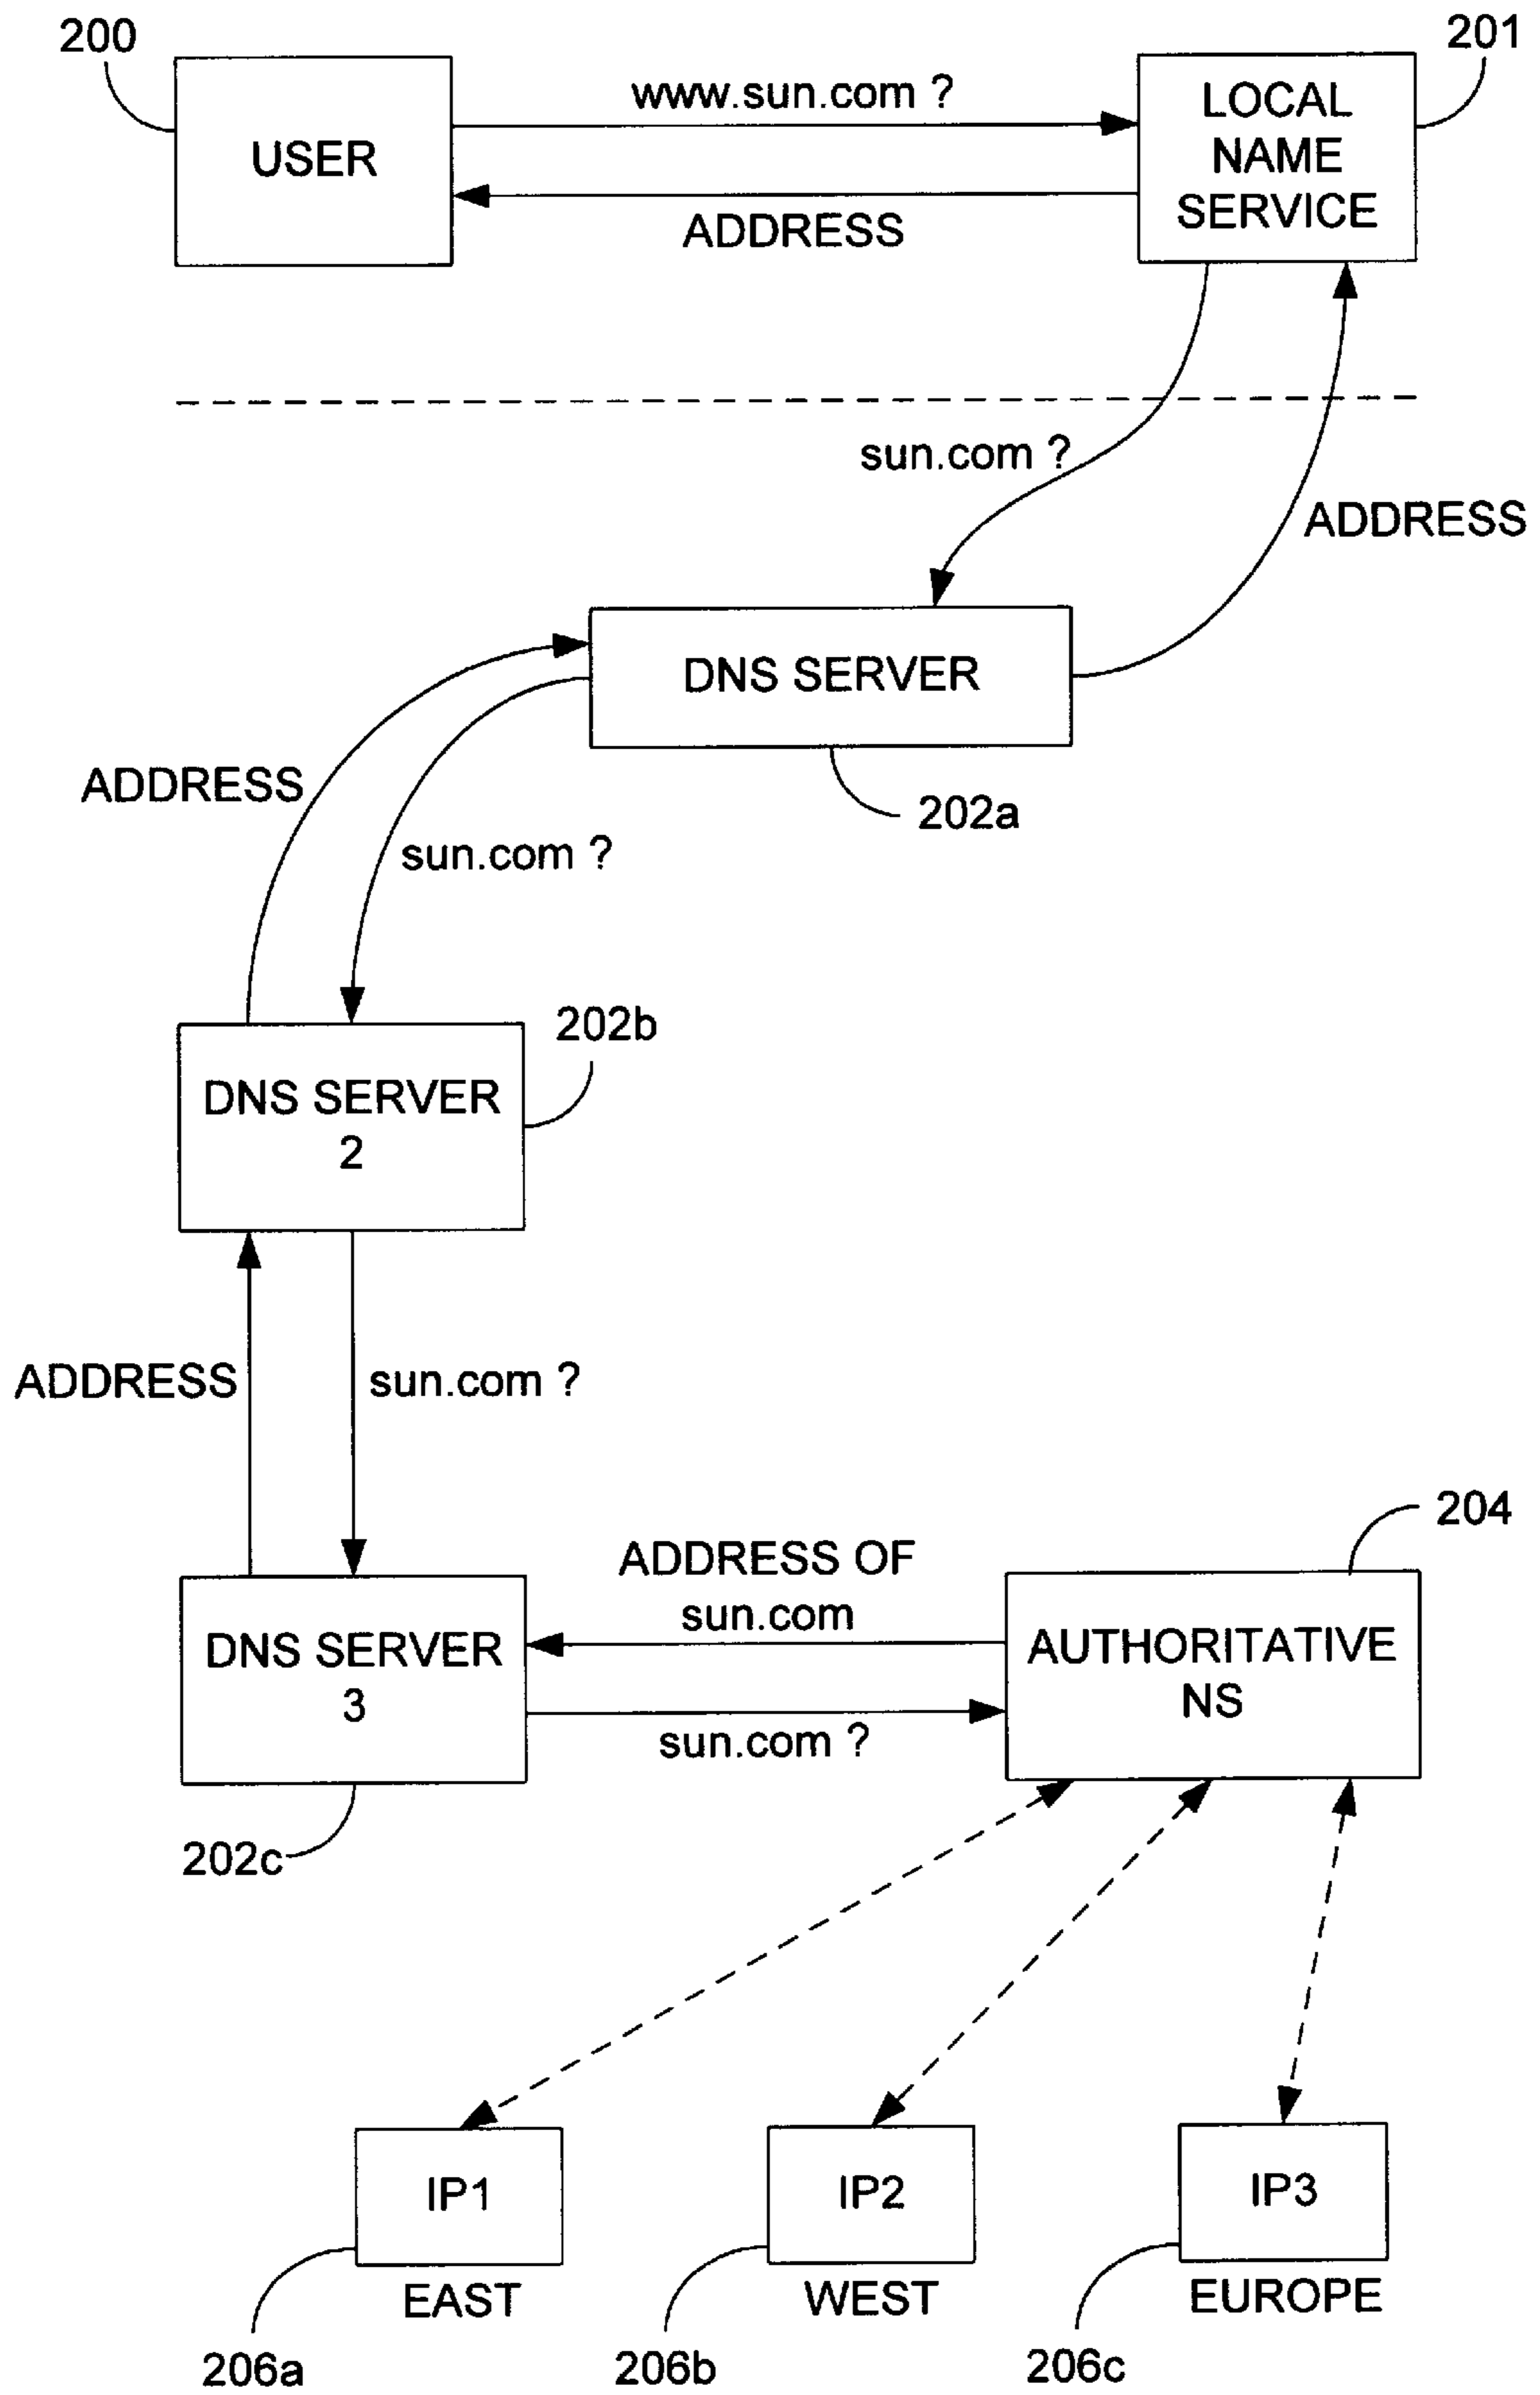 200
201
USER
www.sun.com ?
ADDRESS
LOCAL
NAME
SERVICE
sun.com ?
ADDRESS
DNS SERVER
202a
ADDRESS
sun.com ?
202b
DNS SERVER
2
ADDRESS
sun.com ?
204
ADDRESS OF
sun.com
DNS SERVER
3
AUTHORITATIVE
NS
sun.com ?
202c
IP1
IP2
IP3
EAST
WEST
EUROPE
206a
206b
206c